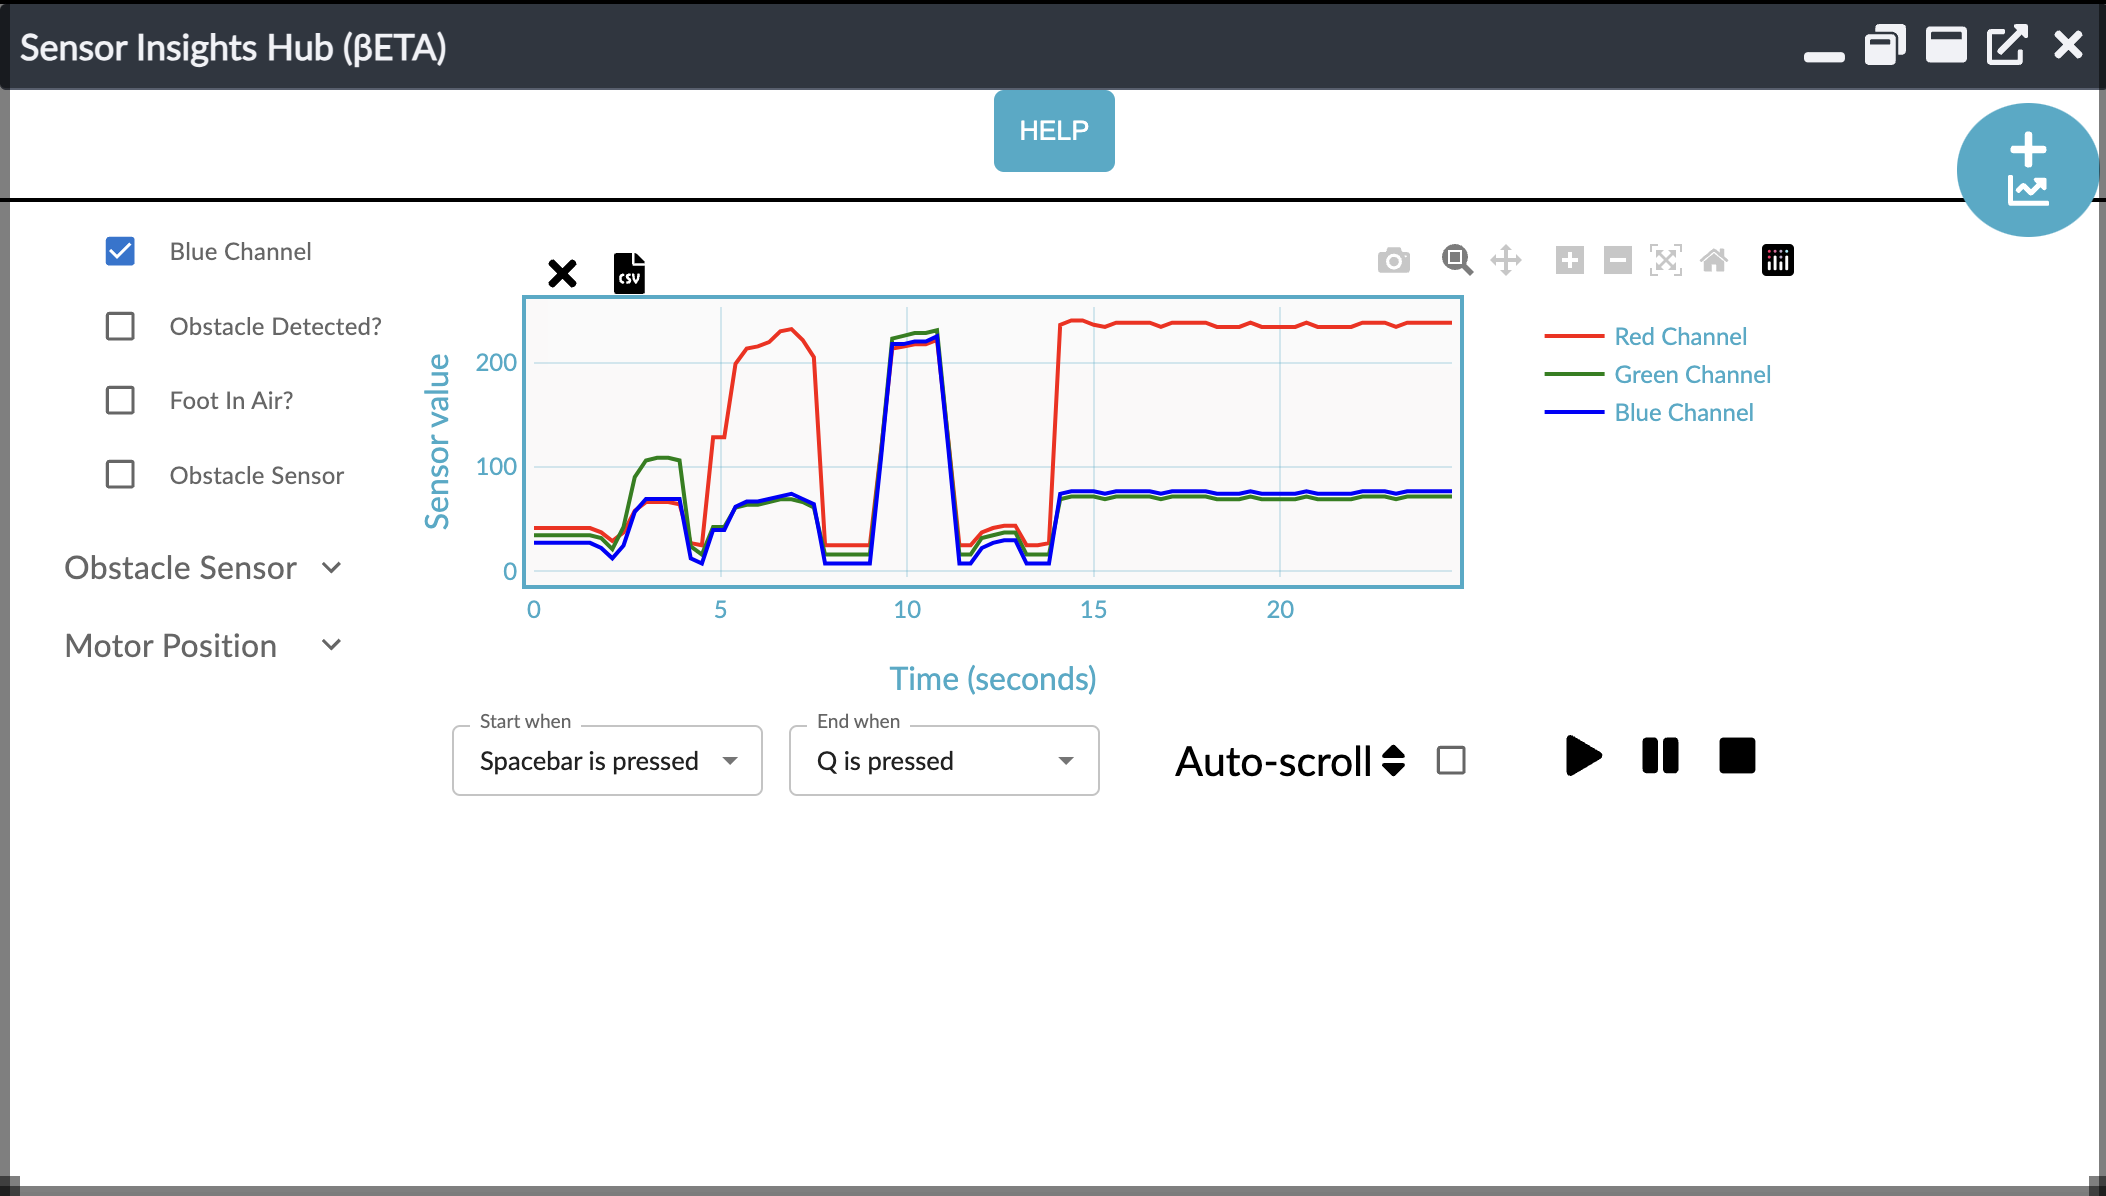 Sensor Insights Hub (βETA)
HELP
Blue Channel
Obstacle Detected?
Foot In Air?
Obstacle Sensor
Obstacle Sensor
Motor Position
CSV
Sensor value
200
100
0
0 5 10 15 20
Time (seconds)
Red Channel
Green Channel
Blue Channel
Start when
Spacebar is pressed
End when
Q is pressed
Auto-scroll